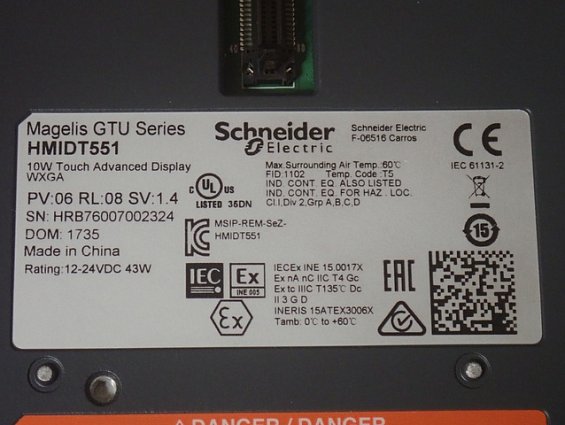 40
Magelis GTU Series
HMIDT551
10W Touch Advanced Display
WXGA
PV:06 RL:08 SV:1.4
SN: HRB76007002324
DOM: 1735
Made in China
Rating:12-24VDC 43W
Schneider
Electric
Schneider Electric
F-06516 Carros
CE
IEC 61131-2
C UL US
LISTED 36DN
Max.Surrounding Air Temp.:60℃
FID:1102 Temp. Code :T5
IND. CONT. EQ. ALSO LISTED
IND. CONT. EQ. FOR HAZ . LOC.
Cl.I,Div 2,Grp A,B,C,D
MSIP-REM-SeZ-
HMIDT551
15
IEC
Ex
INE 005
IECEx INE 15.0017X
Ex nA nC IIC T4 Gc
Ex tc IIIC T135℃ Dc
II 3 G D
INERIS 15ATEX3006X
Tamb: 0℃ to +60℃
Ex
EAC
DANGER / DANGER